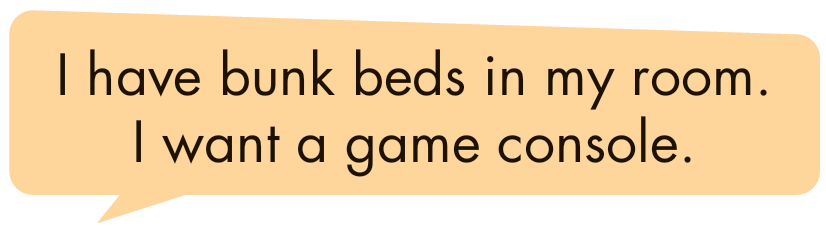 I have bunk beds in my room.
I want a game console.